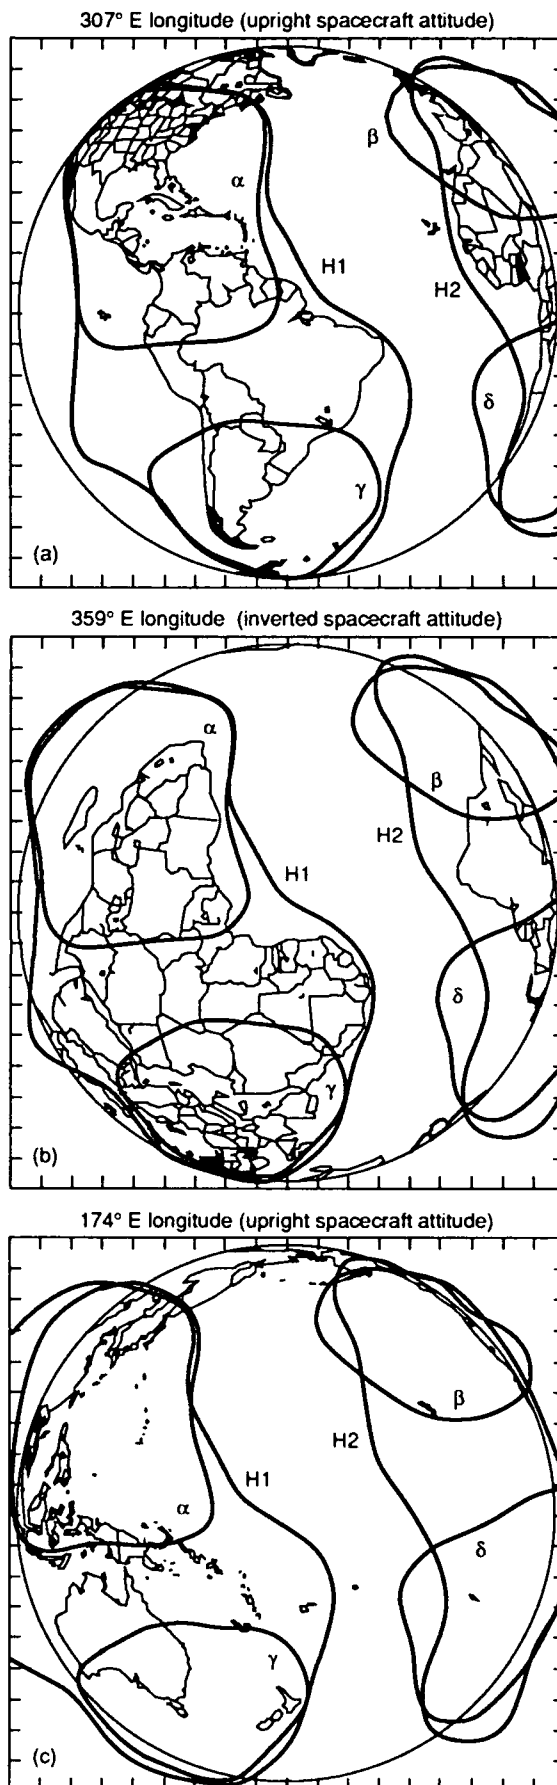 307° E longitude (upright spacecraft attitude)
β
α
H1
H2
δ
γ
(a)
359° E longitude (inverted spacecraft attitude)
α
β
H2
H1
δ
γ
(b)
174° E longitude (upright spacecraft attitude)
β
H2
H1
α
δ
γ
(c)